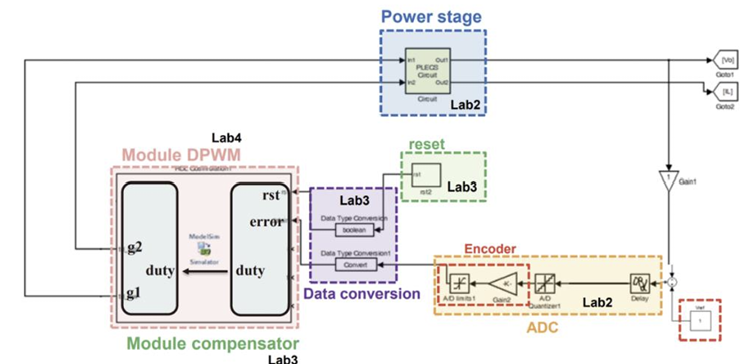 Power stage
In1
Out1
PLECS
Circuit
In2
Out2
Circuit
Lab2
[Vo]
Goto1
[IL]
Goto2
Lab4
Module DPWM
reset
rst
rst2
Lab3
Gain1
rst
error
Lab3
Data Type Conversion
boolean
Data Type Conversion1
Convert
Data conversion
g2
ModelSim
Simulator
duty
duty
g1
Encoder
A/D limits1
Gain2
A/D
Quantizer1
Lab2
Delay
ADC
Vref
1
Module compensator
Lab3